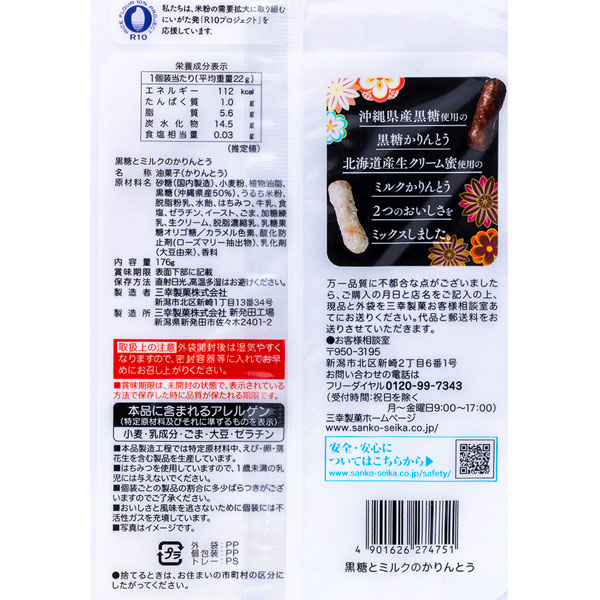 RICE FLOUR 10% PROJECT
R10
私たちは、米粉の需要拡大に取り組む
にいがた発「R10プロジェクト」を
応援しています。
栄養成分表示
1個装当たり(平均重量22g)
エネルギー 112 kcal
たんぱく質 1.0 g
脂質 5.6 g
炭水化物 14.5 g
食塩相当量 0.03 g
(推定値)
黒糖とミルクのかりんとう
名称 油菓子(かりんとう)
原材料名 砂糖(国内製造)、小麦粉、植物油脂、
黒糖(沖縄県産50%)、うるち米粉、
脱脂粉乳、水飴、はちみつ、牛乳、食
塩、ゼラチン、イースト、ごま、加糖練
乳、生クリーム、脱脂濃縮乳、乳糖果
糖オリゴ糖/カラメル色素、酸化防
止剤(ローズマリー抽出物)、乳化剤
(大豆由来)、香料
内容量 176g
賞味期限 表面下部に記載
保存方法 直射日光、高温多湿はお避けください。
製造者 三幸製菓株式会社
新潟市北区新崎1丁目13番34号
製造所 三幸製菓株式会社 新発田工場
新潟県新発田市佐々木2401-2
取扱上の注意 外袋開封後は湿気やすく
なりますので、密封容器等に入れてお早め
にお召し上がりください。
■賞味期限は、未開封の状態で、表示されている
方法で保存した時に品質が保たれる期限です。
本品に含まれるアレルゲン
(特定原材料及びそれに準ずるものを表示)
小麦・乳成分・ごま・大豆・ゼラチン
■本品製造工程では特定原材料中、えび・卵・落
花生を含む製品を生産しています。
■はちみつを使用していますので、1歳未満の乳
児には与えないでください。
■個装ごとの製品の割合に多少ばらつきがござい
ますのでご了承ください。
■おいしさと風味を逃さないために個装には不
活性ガスを充填しています。
■写真はイメージです。
プラ
外袋:PP
個包装:PP
トレー:PS
●捨てるときは、お住まいの市町村の区分に
したがってください。
沖縄県産黒糖使用の
黒糖かりんとう
北海道産生クリーム蜜使用の
ミルクかりんとう
2つのおいしさを
ミックスしました。
万一品質に不都合な点がございました
ら、ご購入の月日と店名をご記入の上、
現品と外袋を三幸製菓お客様相談室あ
てにお送りください。代品と郵送料をお
送りさせていただきます。
●お客様相談室
〒950-3195
新潟市北区新崎2丁目6番1号
お問い合わせの電話は
フリーダイヤル0120-99-7343
(受付時間:祝日を除く
月〜金曜日9:00〜17:00)
三幸製菓ホームページ
www.sanko-seika.co.jp/
安全・安心に
ついてはこちらから▶
www.sanko-seika.co.jp/safety/
4 901626 274751
黒糖とミルクのかりんとう